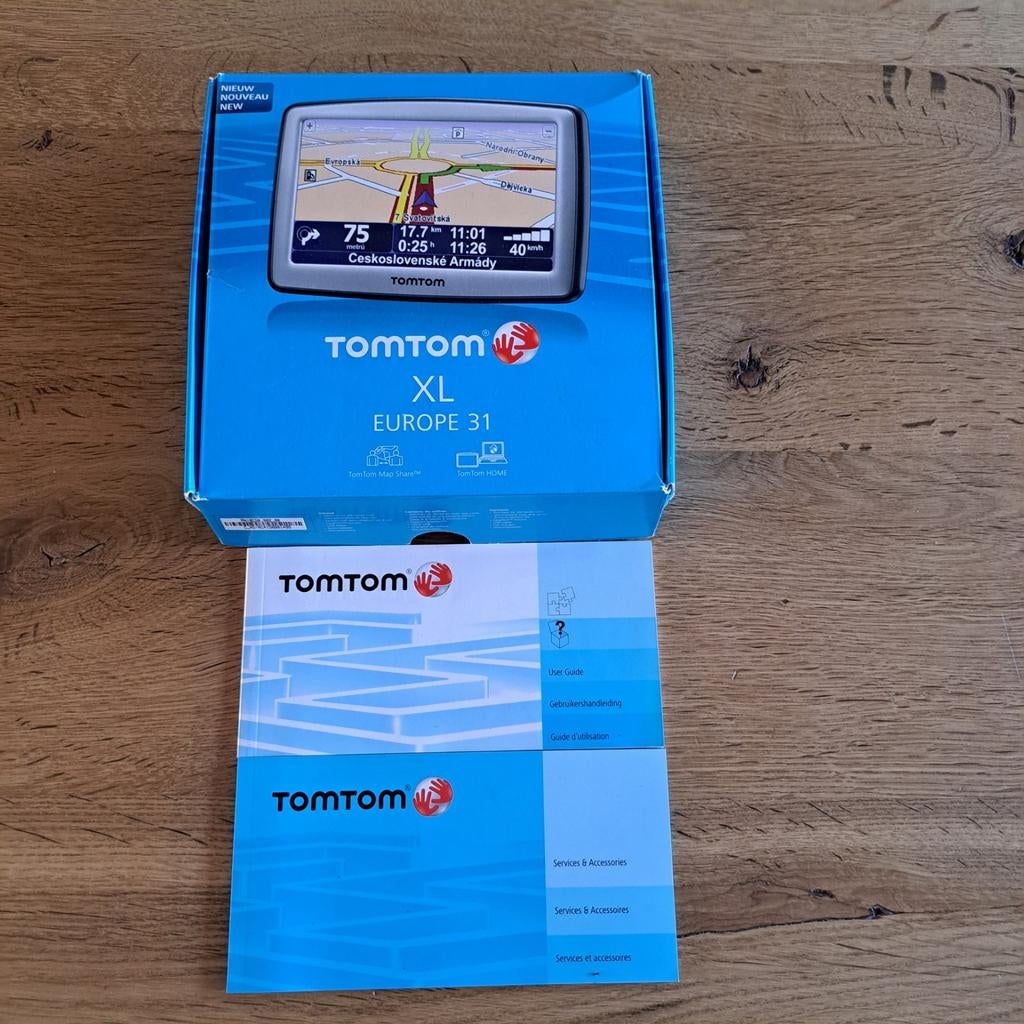 NIEUW
NOUVEAU
NEW
P
Evropská
Národní Obrany
Dejvická
7 Svatovítská
75 17.7 km 11:01
metrů 0:25 h 11:26 40 km/h
Ceskoslovenské Armády
TOMTOM
TOMTOM®
XL
EUROPE 31
TomTom Map Share™ TomTom HOME
TOMTOM®
?
User Guide
Gebruikershandleiding
Guide d'utilisation
TOMTOM®
Services & Accessories
Services & Accessoires
Services et accessoires